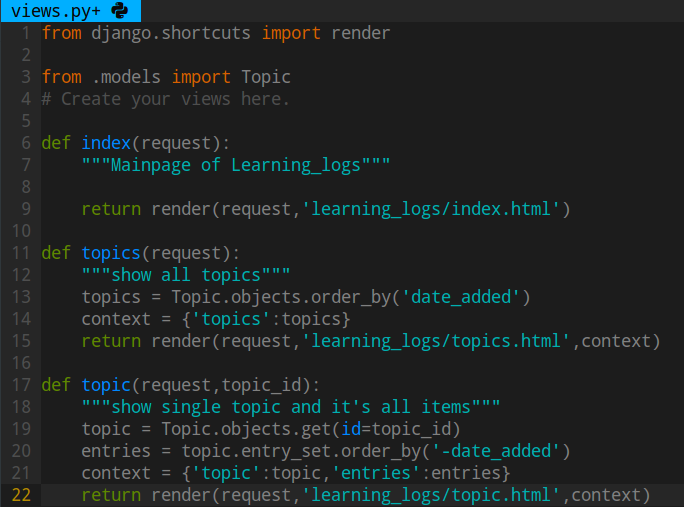 views.py+
1 from django.shortcuts import render
2
3 from .models import Topic
4 # Create your views here.
5
6 def index(request):
7     """Mainpage of Learning_logs"""
8
9     return render(request,'learning_logs/index.html')
10
11 def topics(request):
12     """show all topics"""
13     topics = Topic.objects.order_by('date_added')
14     context = {'topics':topics}
15     return render(request,'learning_logs/topics.html',context)
16
17 def topic(request,topic_id):
18     """show single topic and it's all items"""
19     topic = Topic.objects.get(id=topic_id)
20     entries = topic.entry_set.order_by('-date_added')
21     context = {'topic':topic,'entries':entries}
22     return render(request,'learning_logs/topic.html',context)